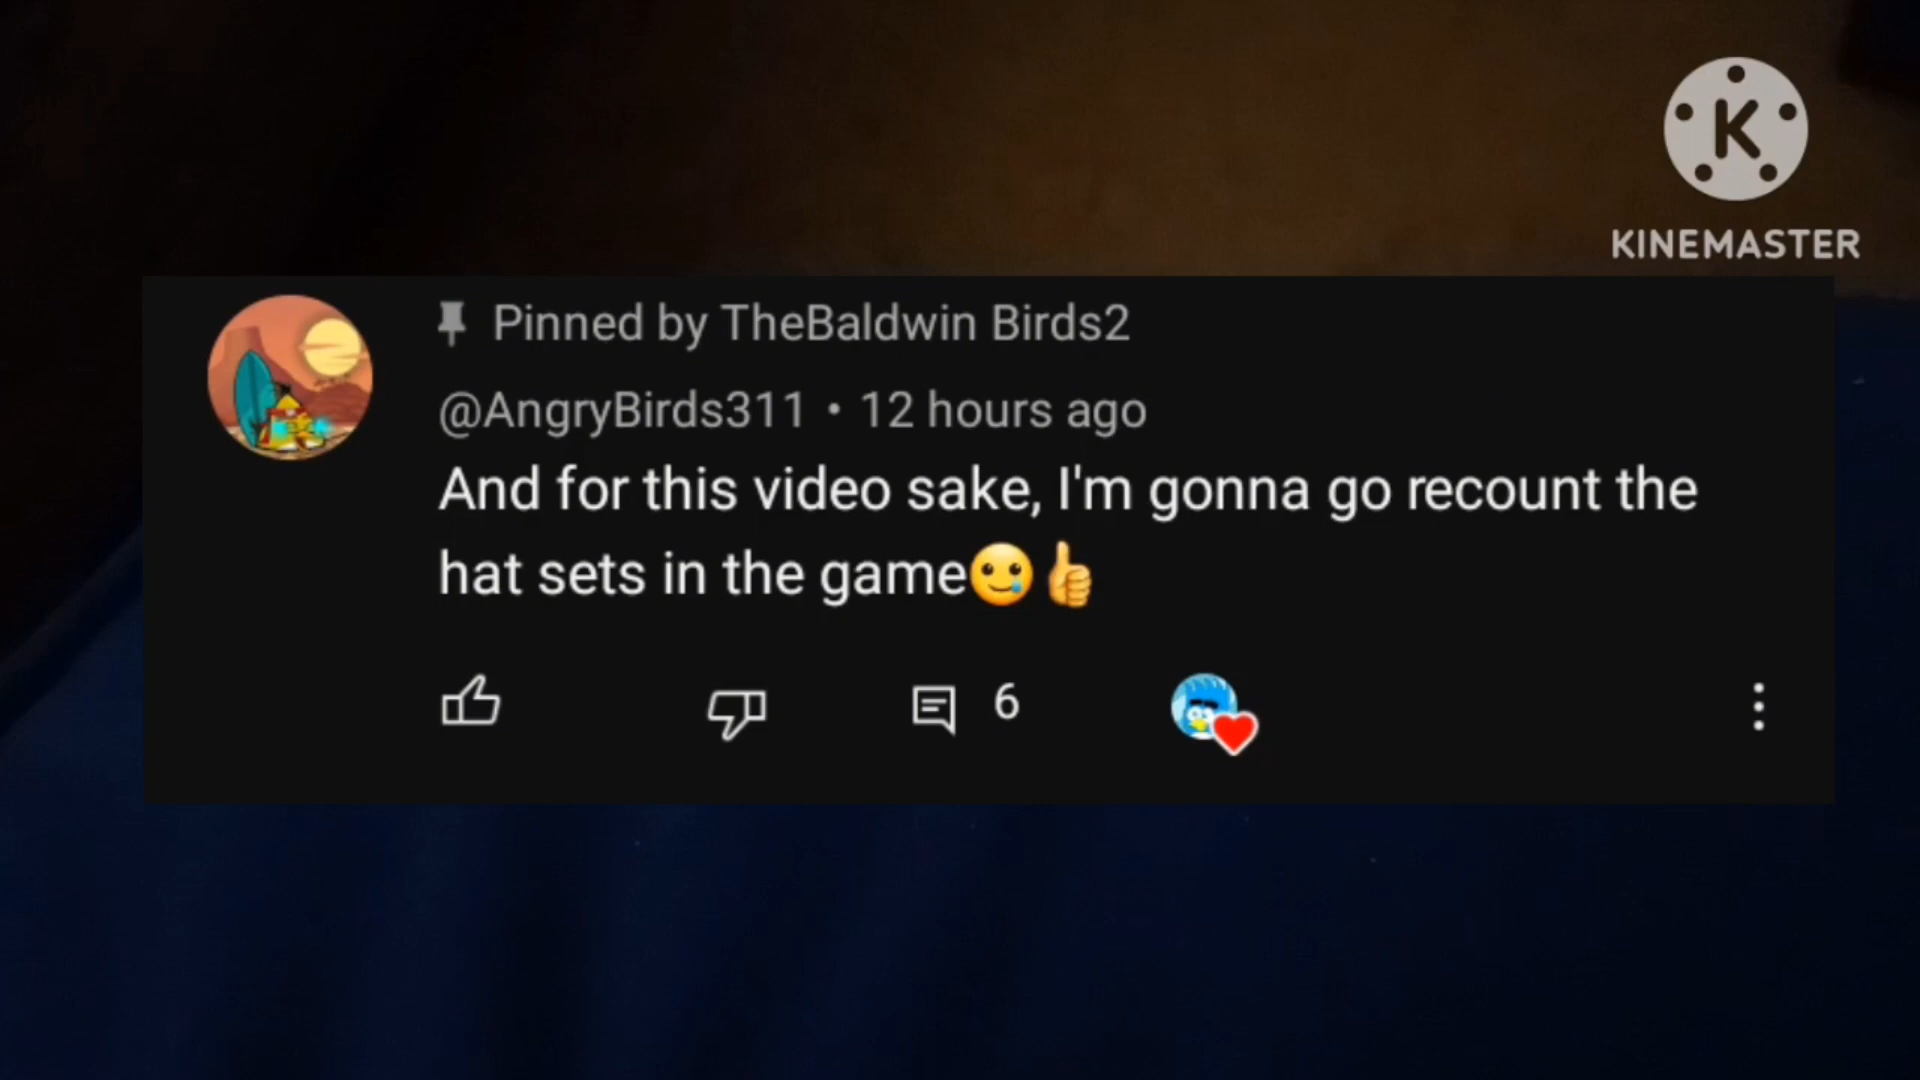 K
KINEMASTER
Pinned by TheBaldwin Birds2
@AngryBirds311 • 12 hours ago
And for this video sake, I'm gonna go recount the
hat sets in the game🥲👍
6